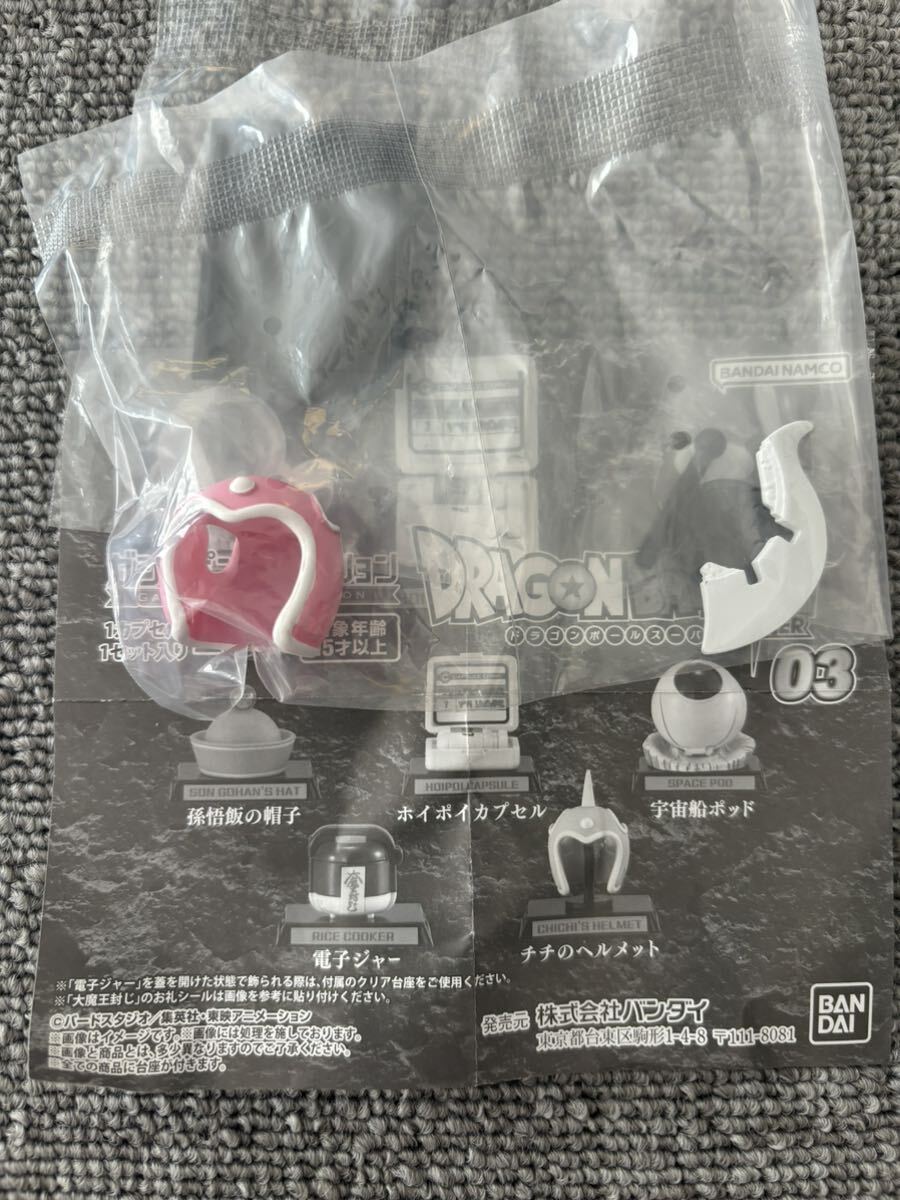 BANDAI NAMCO
DRAGON
ドラゴンボールスーパ
1カプセ
1セット入り
象年齢
5才以上
03
SON GOHAN'S HAT
孫悟飯の帽子
HOIPOI CAPSULE
ホイポイカプセル
SPACE POD
宇宙船ポッド
RICE COOKER
電子ジャー
CHICHI'S HELMET
チチのヘルメット
※「電子ジャー」を蓋を開けた状態で飾られる際は、付属のクリア台座をご使用ください。
※「大魔王封じ」のお札シールは画像を参考に貼り付けください。
©バードスタジオ/集英社・東映アニメーション
※画像はイメージです。※画像には処理を施しております。
※画像と商品とは、多少異なりますのでご了承ください。
※全ての商品に台座が付きます。
発売元 株式会社バンダイ
東京都台東区駒形1-4-8 〒111-8081
BAN
DAI